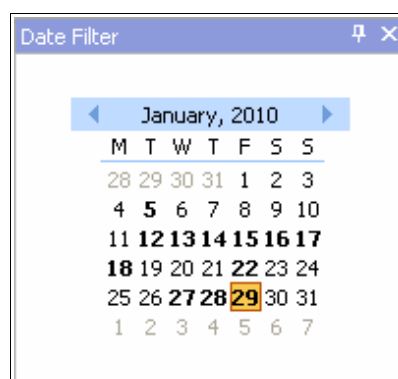 Date Filter
January, 2010
M T W T F S S
28 29 30 31 1 2 3
4 5 6 7 8 9 10
11 12 13 14 15 16 17
18 19 20 21 22 23 24
25 26 27 28 29 30 31
1 2 3 4 5 6 7